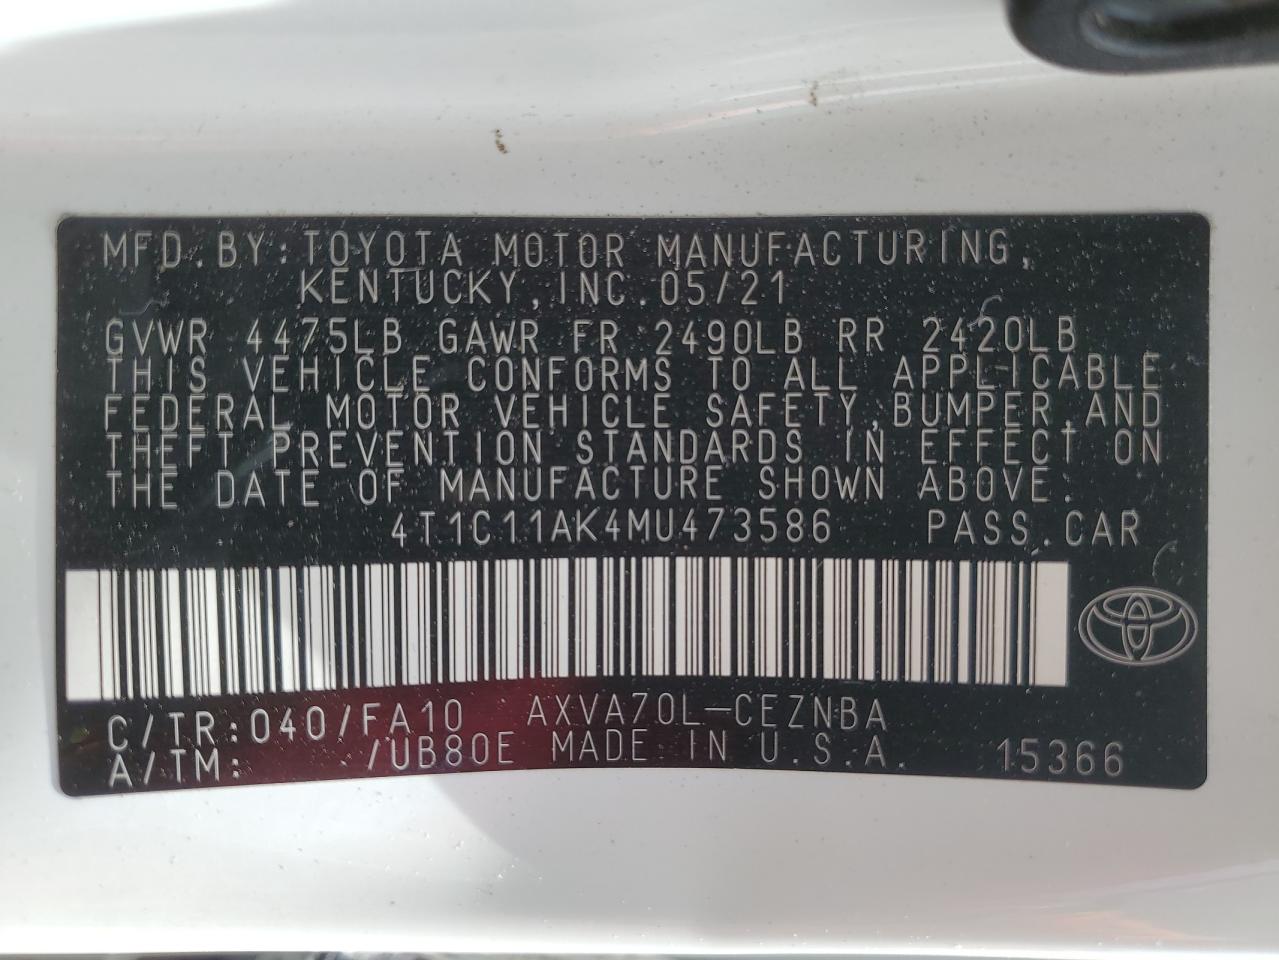 MFD. BY: TOYOTA MOTOR MANUFACTURING,
KENTUCKY, INC. 05/21
GVWR 4475LB GAWR FR 2490LB RR 2420LB
THIS VEHICLE CONFORMS TO ALL APPLICABLE
FEDERAL MOTOR VEHICLE SAFETY, BUMPER, AND
THEFT PREVENTION STANDARDS IN EFFECT ON
THE DATE OF MANUFACTURE SHOWN ABOVE.
4T1C11AK4MU473586 PASS. CAR
C/TR: 040/FA10 AXVA70L-CEZNBA
A/TM: /UB80E MADE IN U.S.A. 15366